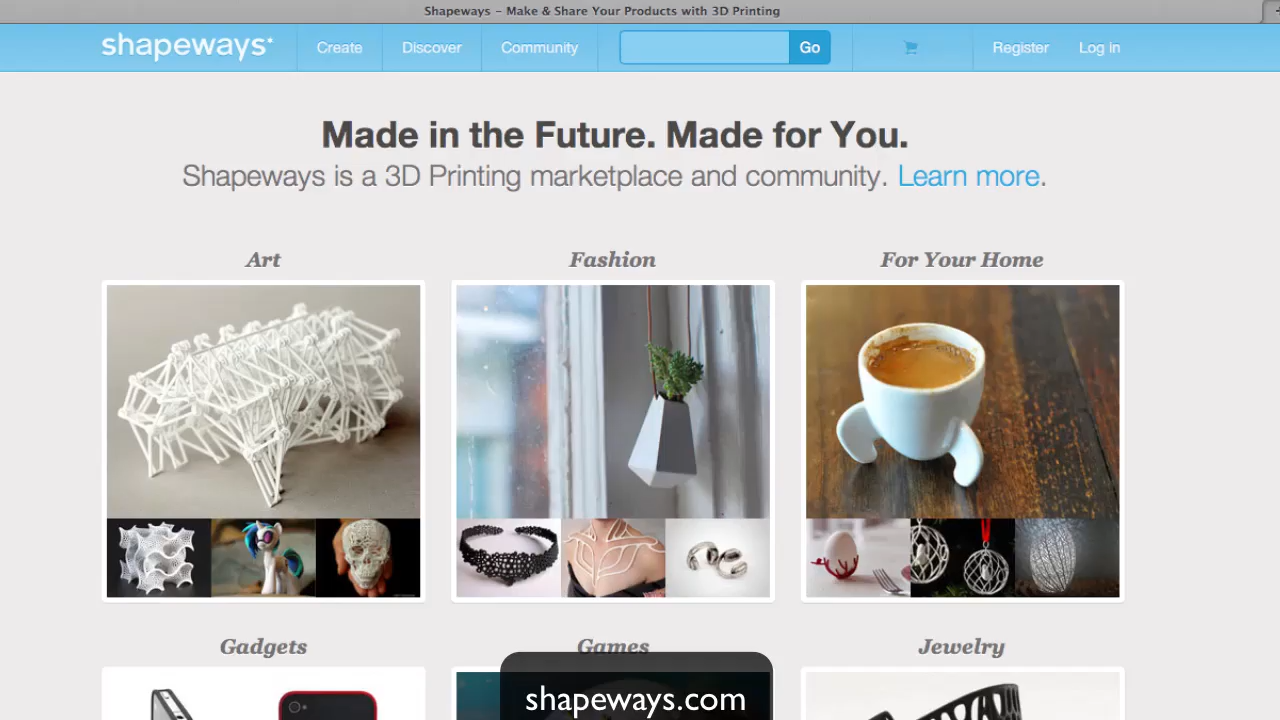 Shapeways – Make & Share Your Products with 3D Printing
shapeways*
Create
Discover
Community
Go
Register
Log in
Made in the Future. Made for You.
Shapeways is a 3D Printing marketplace and community. Learn more.
Art
Fashion
For Your Home
Gadgets
Games
Jewelry
shapeways.com